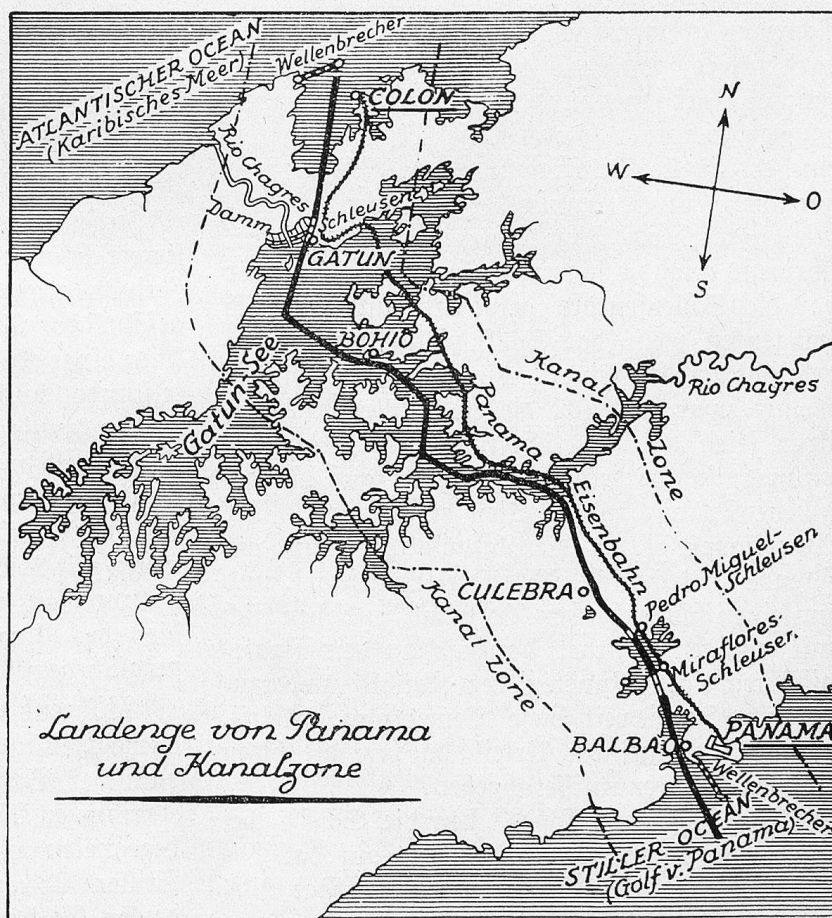 ATLANTISCHER OCEAN
(Karibisches Meer)
Wellenbrecher
COLON
N
W
O
S
Rio Chagres
Damm
Schleusen
GATUN
BOHIO
Gatun-See
Kanal Zone
Rio Chagres
Panama Eisenbahn
CULEBRA
Pedro Miguel-
Schleusen
Miraflores-
Schleusen.
Kanal Zone
Landenge von Panama
und Kanalzone
BALBAO
PANAMA
Wellenbrecher
STILLER OCEAN
(Golf v. Panama)